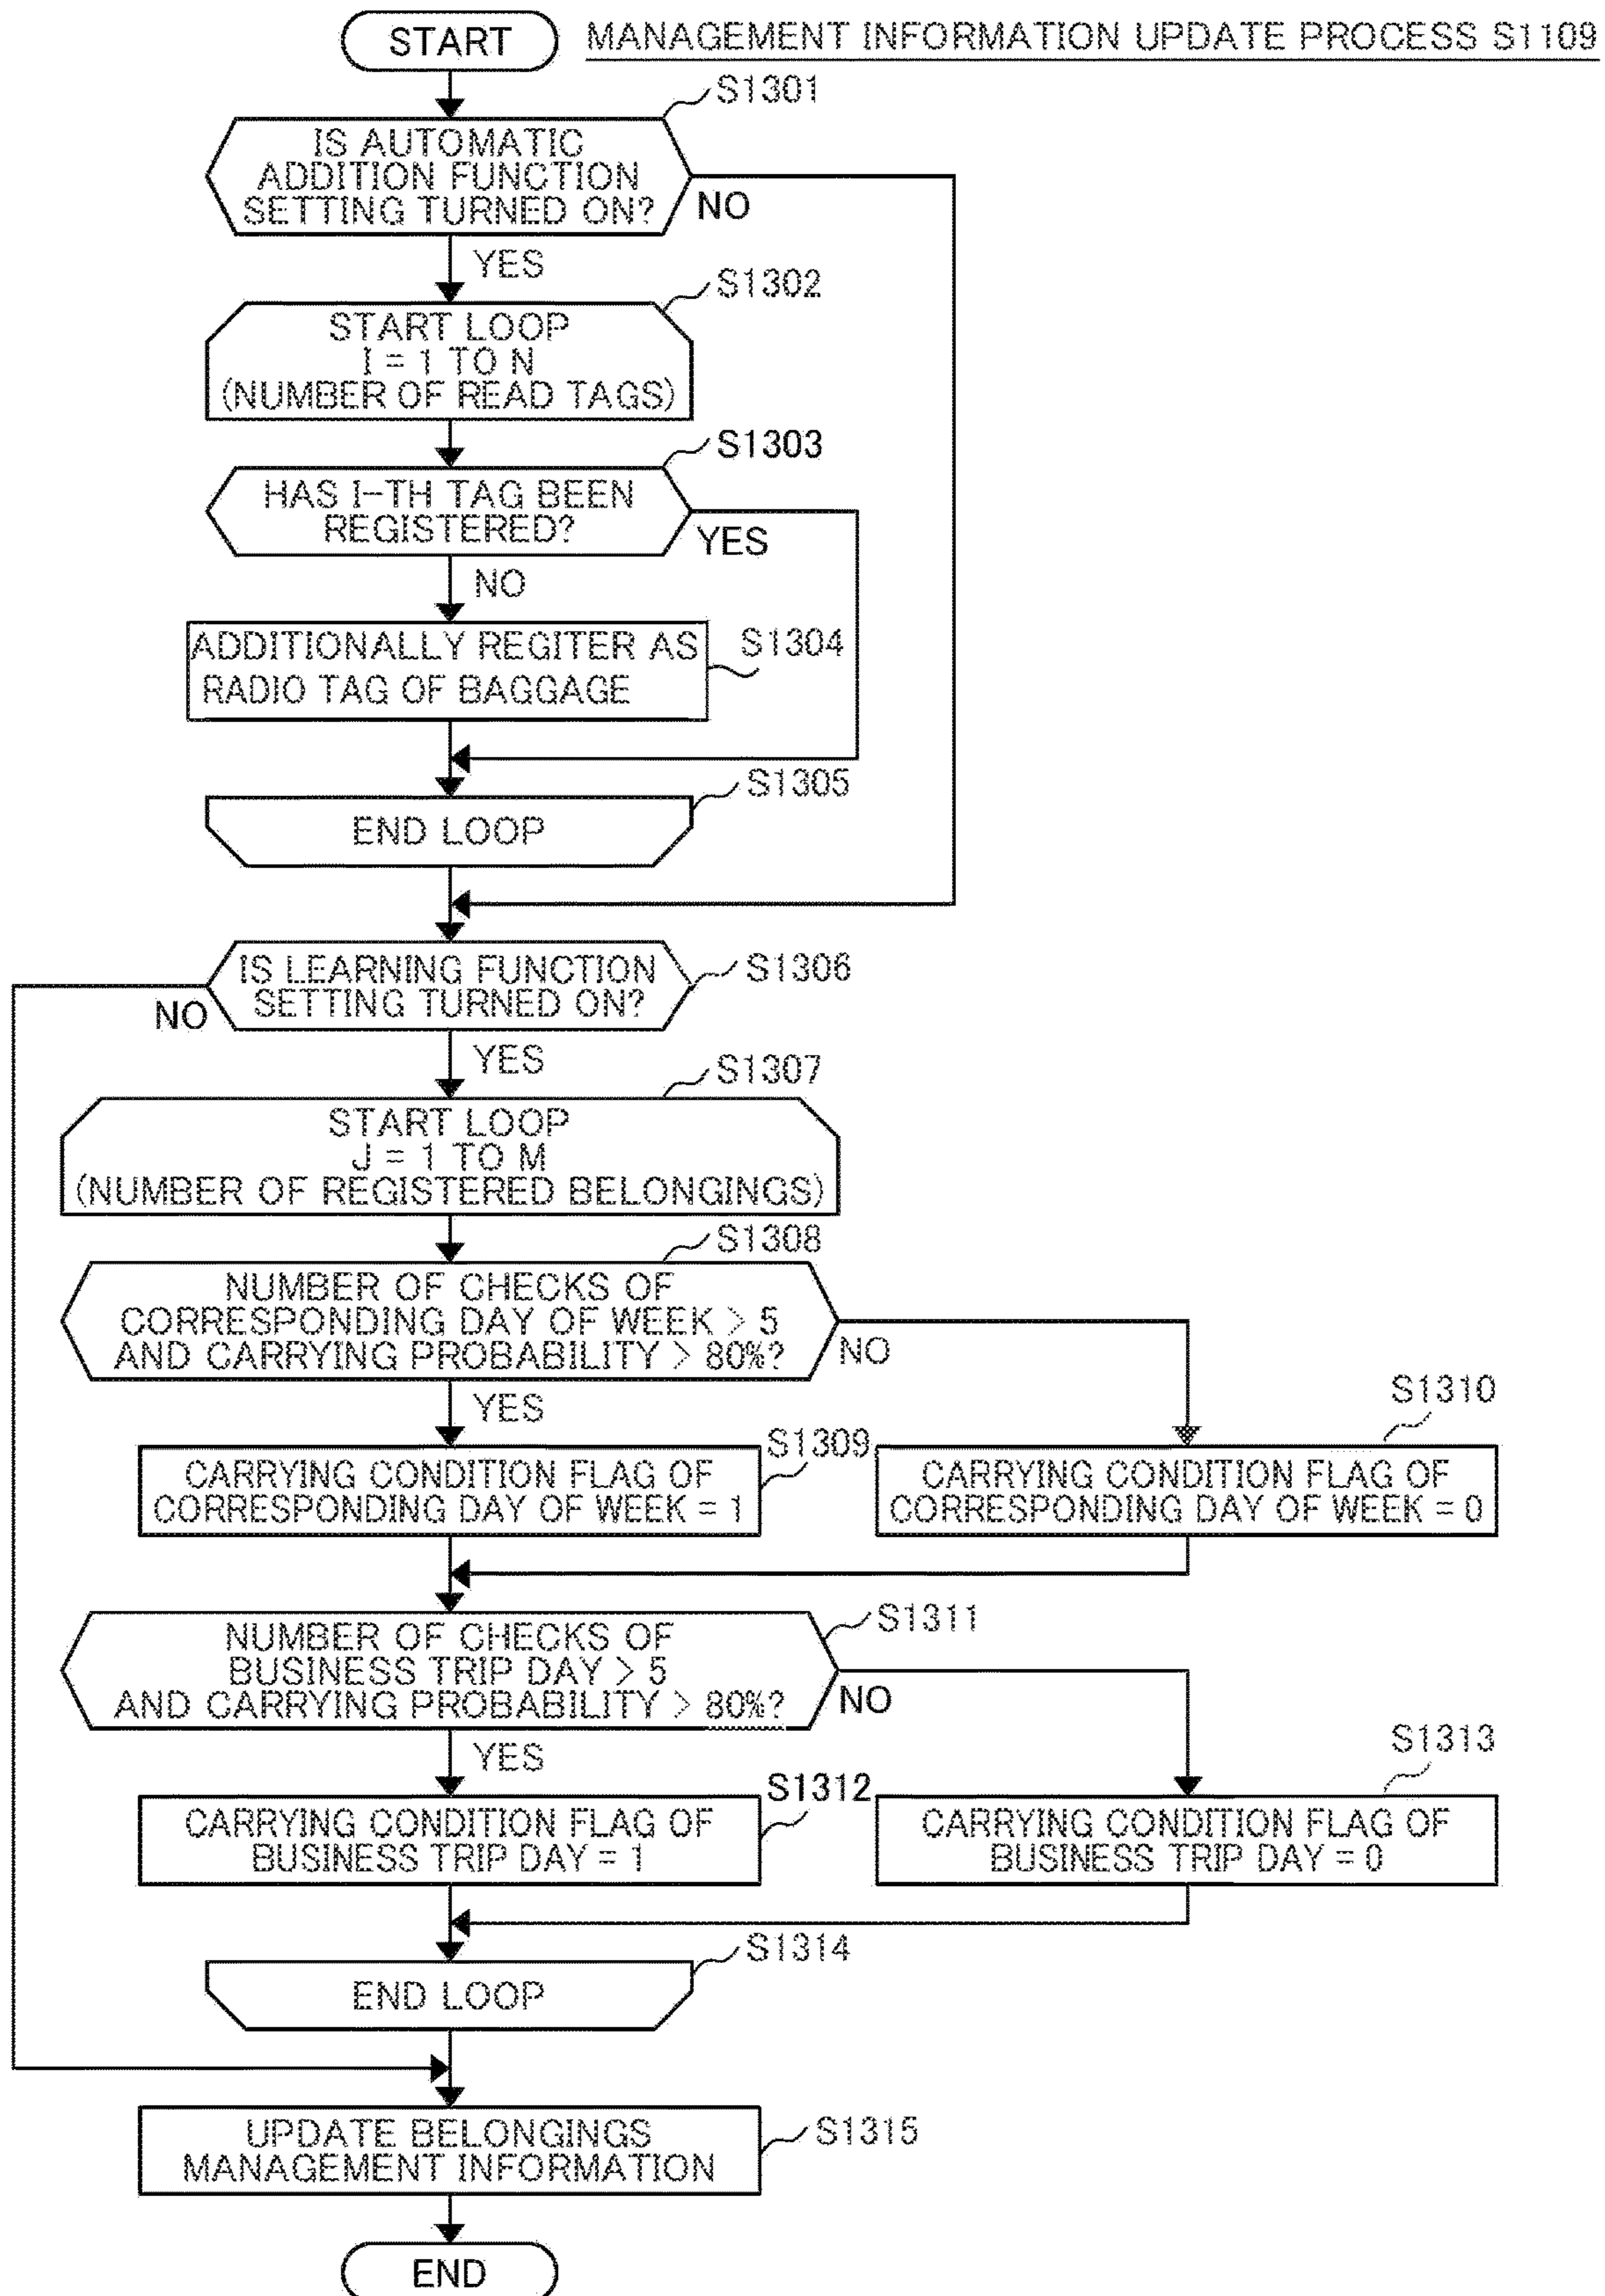 START
MANAGEMENT INFORMATION UPDATE PROCESS S1109
S1301
IS AUTOMATIC
ADDITION FUNCTION
SETTING TURNED ON?
NO
YES
S1302
START LOOP
I = 1 TO N
(NUMBER OF READ TAGS)
S1303
HAS I-TH TAG BEEN
REGISTERED?
YES
NO
S1304
ADDITIONALLY REGITER AS
RADIO TAG OF BAGGAGE
S1305
END LOOP
S1306
IS LEARNING FUNCTION
SETTING TURNED ON?
NO
YES
S1307
START LOOP
J = 1 TO M
(NUMBER OF REGISTERED BELONGINGS)
S1308
NUMBER OF CHECKS OF
CORRESPONDING DAY OF WEEK > 5
AND CARRYING PROBABILITY > 80%?
NO
YES
S1309
CARRYING CONDITION FLAG OF
CORRESPONDING DAY OF WEEK = 1
S1310
CARRYING CONDITION FLAG OF
CORRESPONDING DAY OF WEEK = 0
S1311
NUMBER OF CHECKS OF
BUSINESS TRIP DAY > 5
AND CARRYING PROBABILITY > 80%?
NO
YES
S1312
CARRYING CONDITION FLAG OF
BUSINESS TRIP DAY = 1
S1313
CARRYING CONDITION FLAG OF
BUSINESS TRIP DAY = 0
S1314
END LOOP
S1315
UPDATE BELONGINGS
MANAGEMENT INFORMATION
END